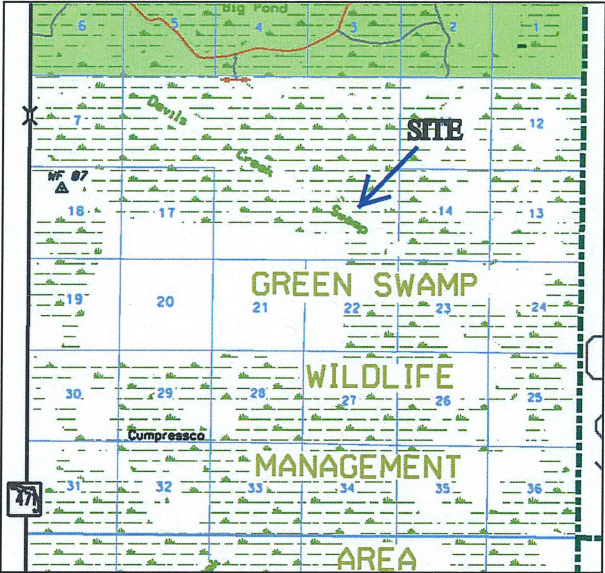 Big Pond
6 5 4 3 2 1
Devils
7 12
SITE
Creek
WF 07
18 17 Swamp 14 13
GREEN SWAMP
19 20 21 22 23 24
WILDLIFE
30 29 28 27 26 25
Cumpressco
MANAGEMENT
31 32 33 34 35 36
471
AREA